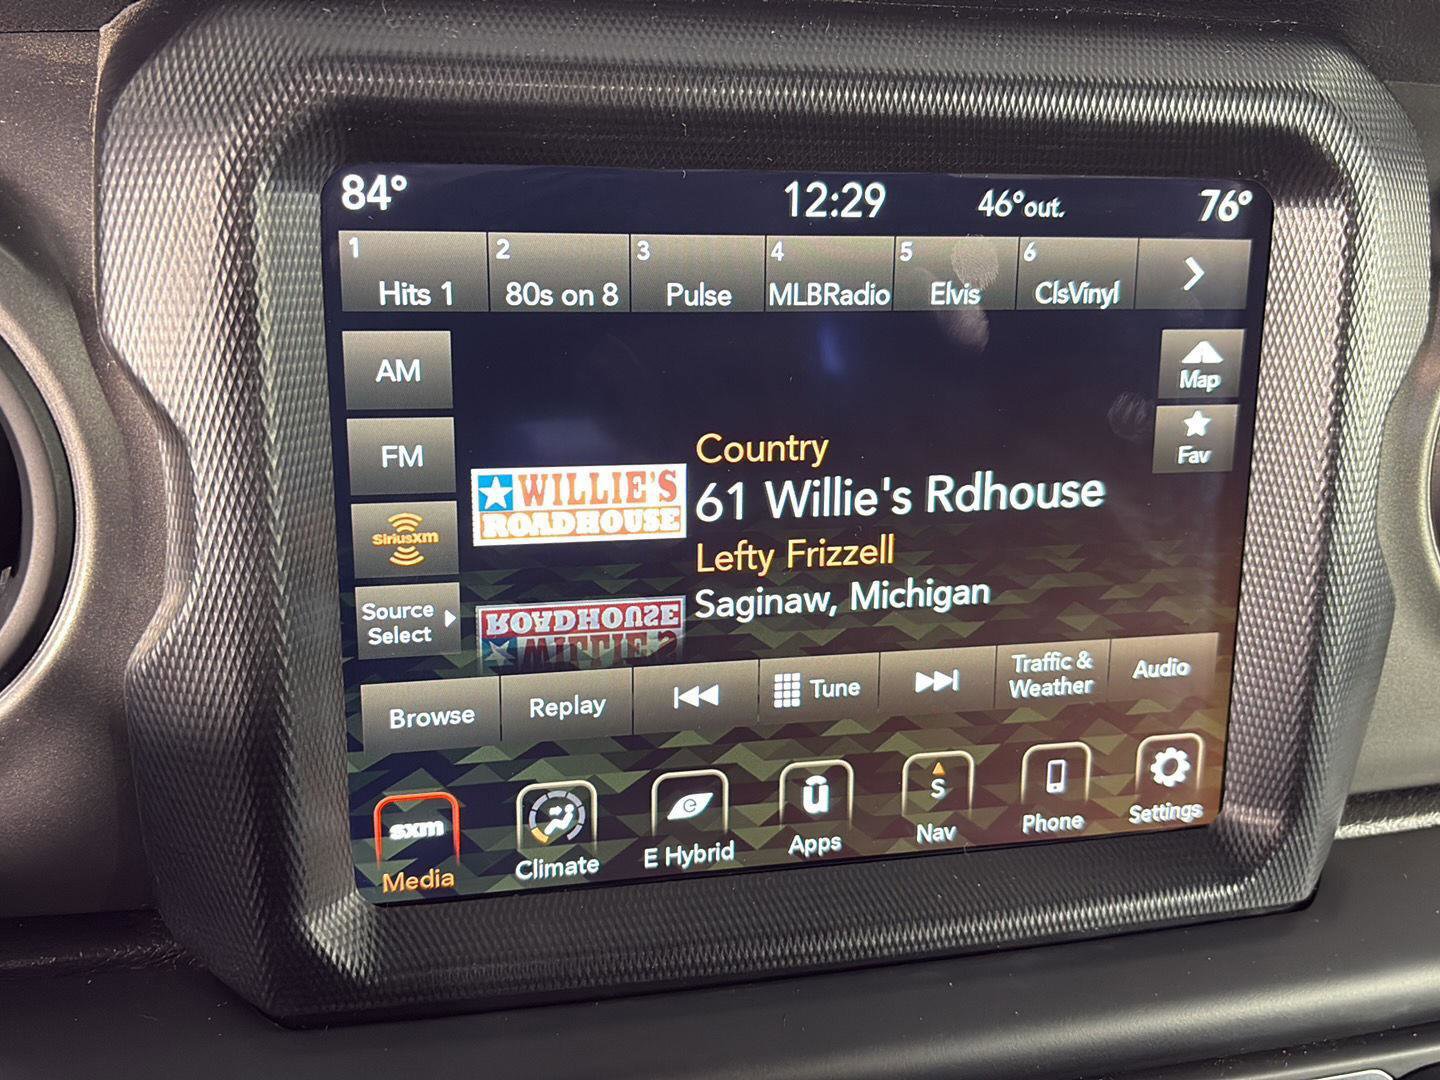 84° 12:29 46°out. 76°
1 Hits 1
2 80s on 8
3 Pulse
4 MLBRadio
5 Elvis
6 ClsVinyl
AM
Map
FM
Fav
WILLIE'S
ROADHOUSE
Country
61 Willie's Rdhouse
Lefty Frizzell
Saginaw, Michigan
SiriusXM
Source
Select
ROADHOUSE
WILLIE'S
Browse
Replay
Tune
Traffic &
Weather
Audio
sxm
Media
Climate
e
E Hybrid
u
Apps
S
Nav
Phone
Settings